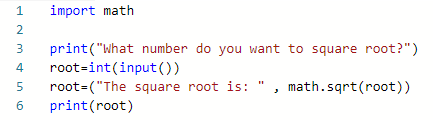 1 import math
2
3 print("What number do you want to square root?")
4 root=int(input())
5 root=("The square root is: " , math.sqrt(root))
6 print(root)